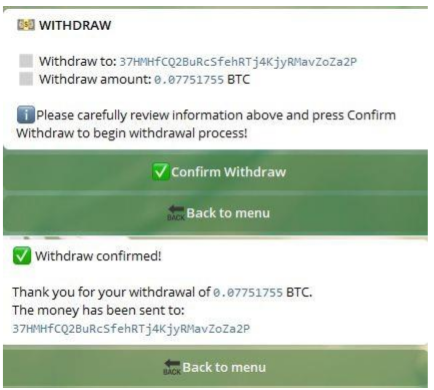 WITHDRAW
Withdraw to: 37HMHfCQ2BuRcSfehRTj4KjyRMavZoZa2P
Withdraw amount: 0.07751755 BTC
Please carefully review information above and press Confirm
Withdraw to begin withdrawal process!
Confirm Withdraw
BACK Back to menu
Withdraw confirmed!
Thank you for your withdrawal of 0.07751755 BTC.
The money has been sent to:
37HMHfCQ2BuRcSfehRTj4KjyRMavZoZa2P
BACK Back to menu